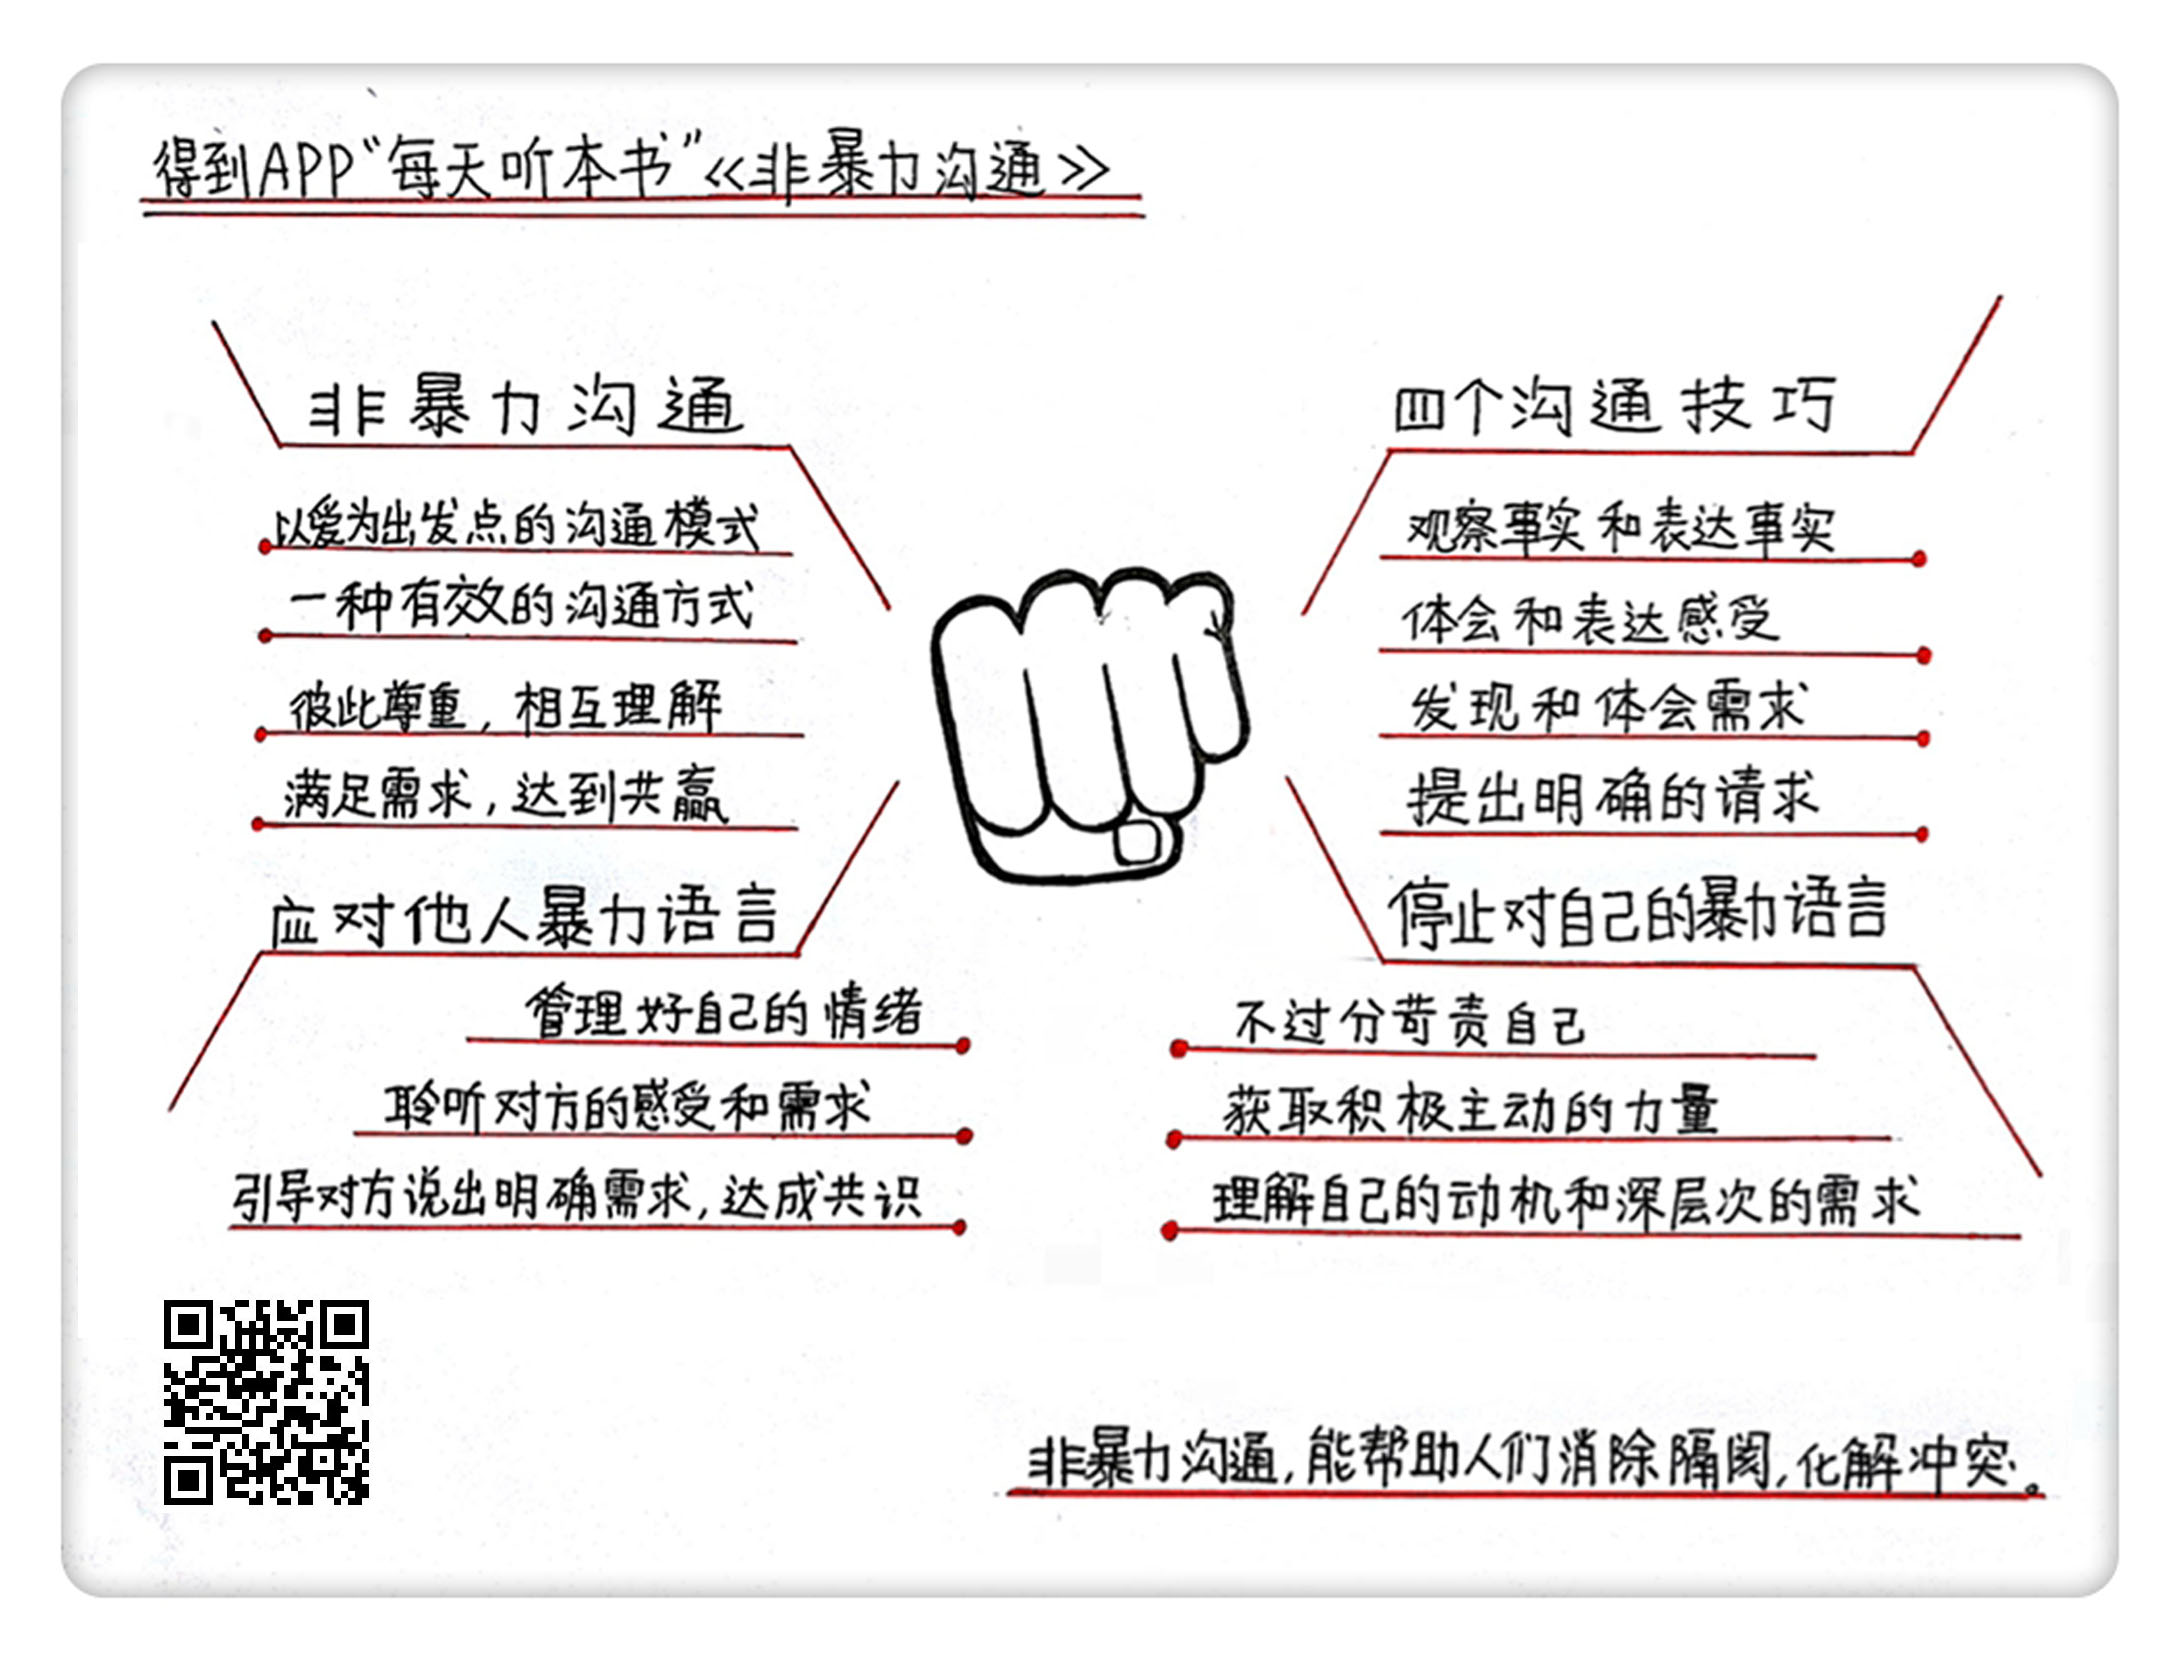 得到APP“每天听本书”《非暴力沟通》
非暴力沟通
以爱为出发点的沟通模式
一种有效的沟通方式
彼此尊重，相互理解
满足需求，达到共赢
四个沟通技巧
观察事实和表达事实
体会和表达感受
发现和体会需求
提出明确的请求
应对他人暴力语言
管理好自己的情绪
聆听对方的感受和需求
引导对方说出明确需求，达成共识
停止对自己的暴力语言
不过分苛责自己
获取积极主动的力量
理解自己的动机和深层次的需求
非暴力沟通，能帮助人们消除隔阂，化解冲突。